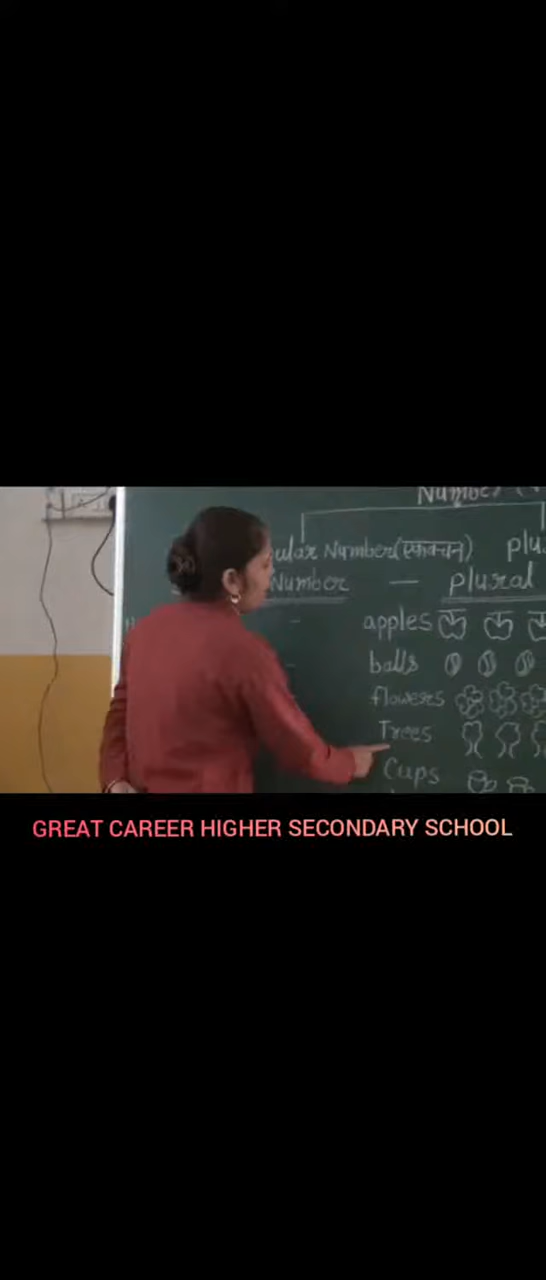 Number
ular Number (एकवचन) plu
Number — plural
apples
balls
flowers
Trees
Cups
GREAT CAREER HIGHER SECONDARY SCHOOL